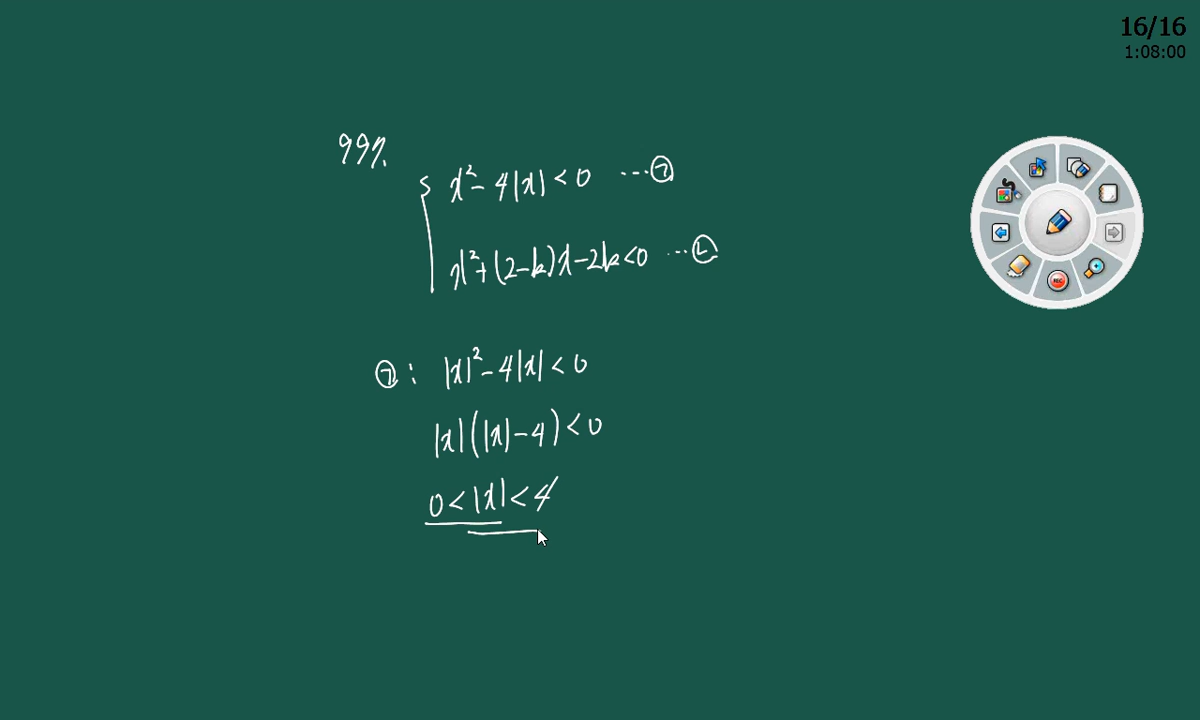 16/16
1:08:00
99%.
x² - 4|x| < 0 ··· ㉠
x² + (2-k)x - 2k < 0 ··· ㉡
㉠ : |x|² - 4|x| < 0
|x|(|x| - 4) < 0
0 < |x| < 4
REC